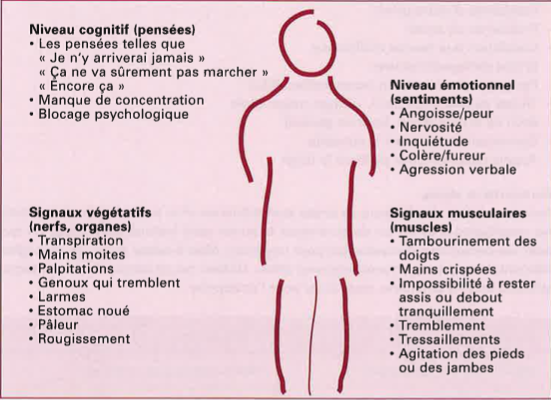 Niveau cognitif (pensées)
• Les pensées telles que
« Je n'y arriverai jamais »
« Ça ne va sûrement pas marcher »
« Encore ça »
• Manque de concentration
• Blocage psychologique
Niveau émotionnel
(sentiments)
• Angoisse/peur
• Nervosité
• Inquiétude
• Colère/fureur
• Agression verbale
Signaux végétatifs
(nerfs, organes)
• Transpiration
• Mains moites
• Palpitations
• Genoux qui tremblent
• Larmes
• Estomac noué
• Pâleur
• Rougissement
Signaux musculaires
(muscles)
• Tambourinement des
doigts
• Mains crispées
• Impossibilité à rester
assis ou debout
tranquillement
• Tremblement
• Tressaillements
• Agitation des pieds
ou des jambes